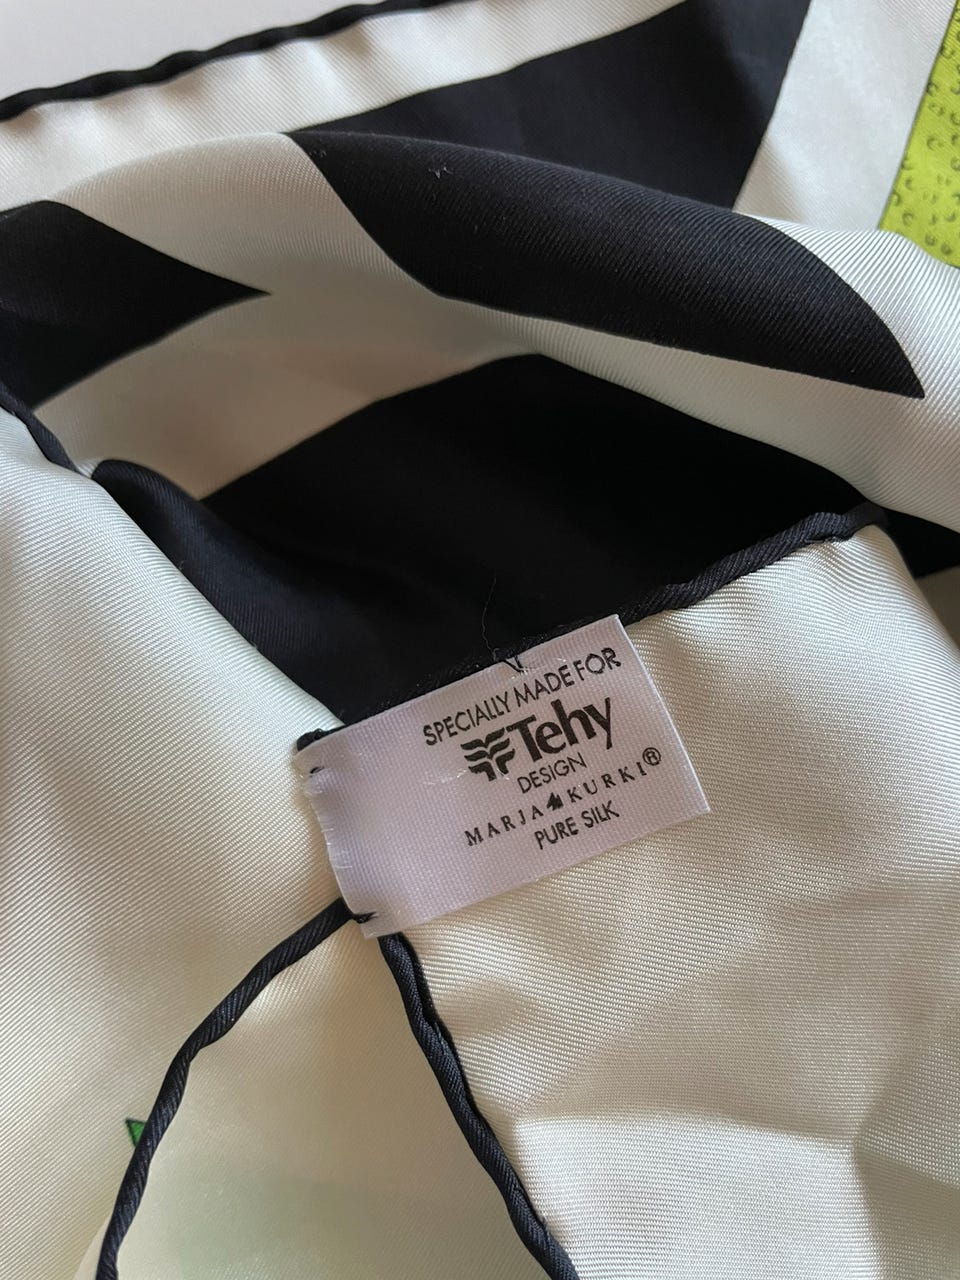 SPECIALLY MADE FOR
Tehy
DESIGN
MARJA KURKI®
PURE SILK